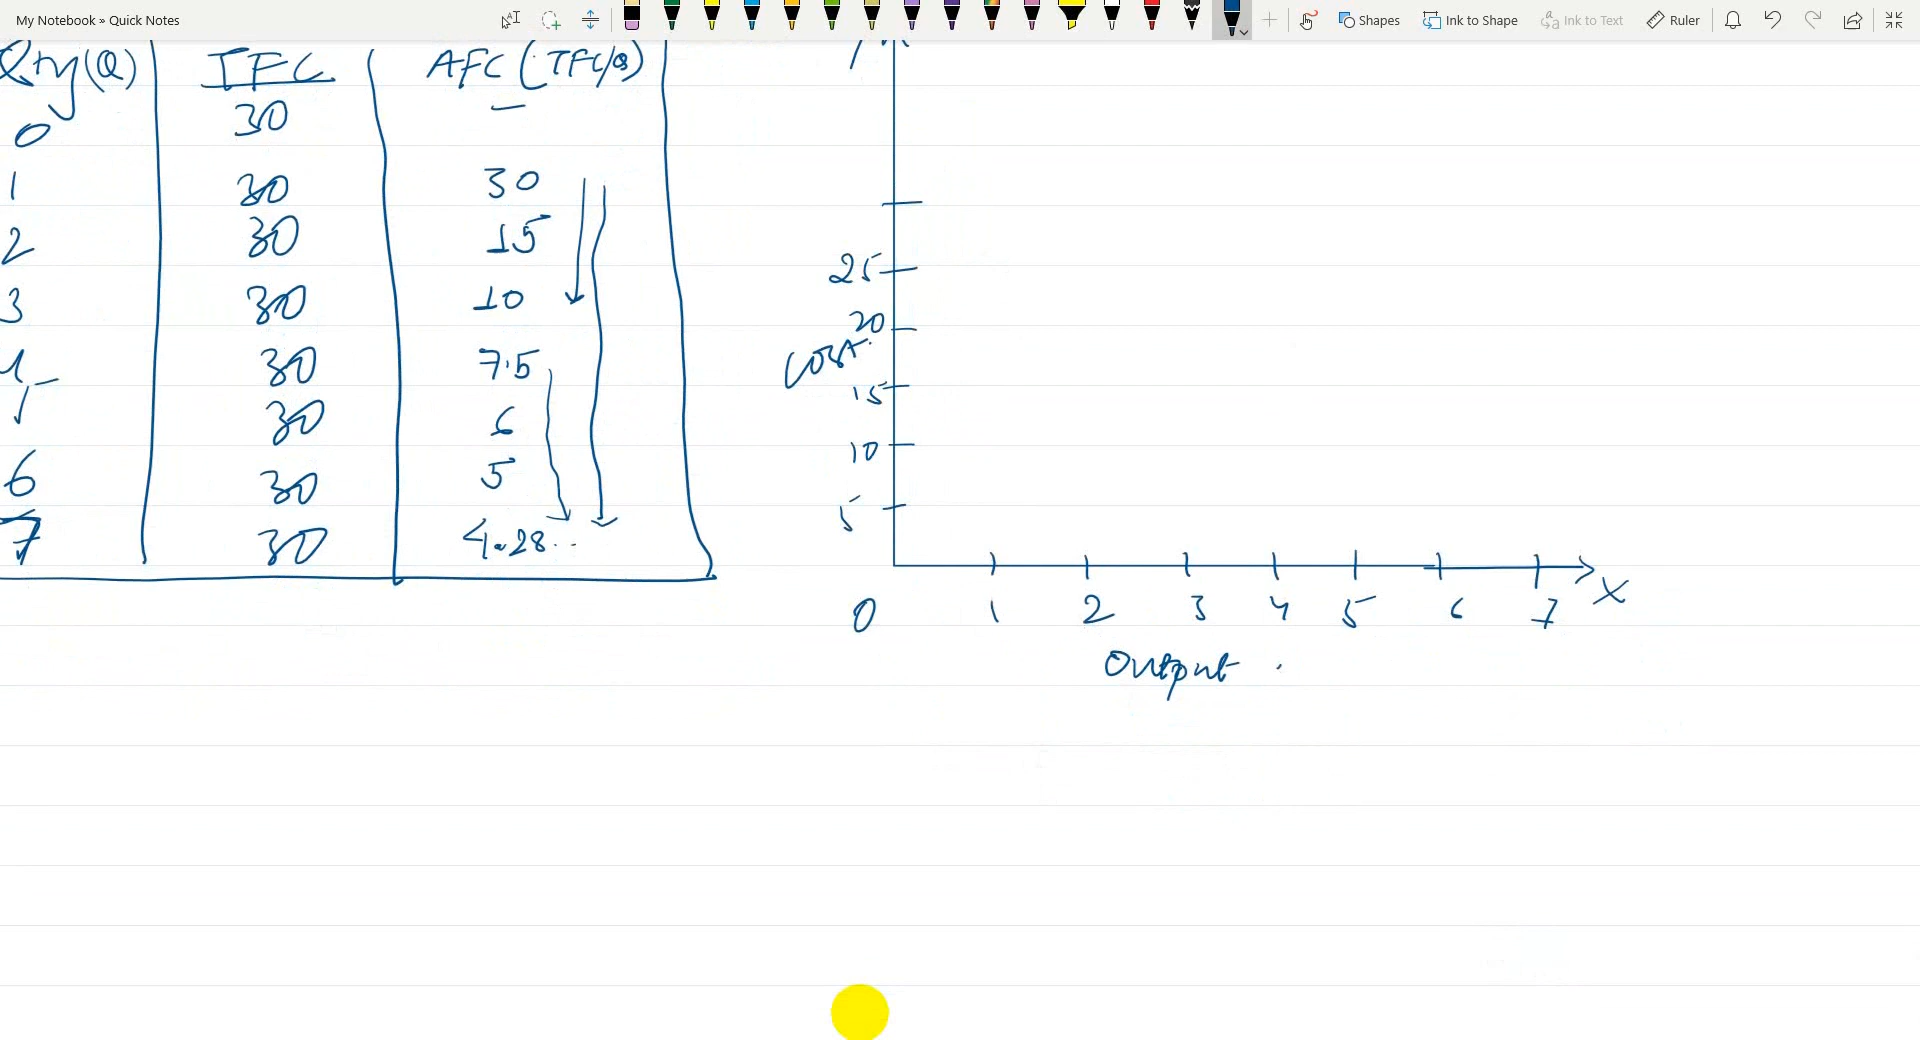 My Notebook » Quick Notes
Shapes Ink to Shape Ink to Text Ruler
Qty(Q) TFC AFC (TFC/Q)
0 30 —
1 30 30
2 30 15
3 30 10
4 30 7.5
5 30 6
6 30 5
7 30 4.28..
Y
25
20
Cost
15
10
5
0 1 2 3 4 5 6 7 X
Output